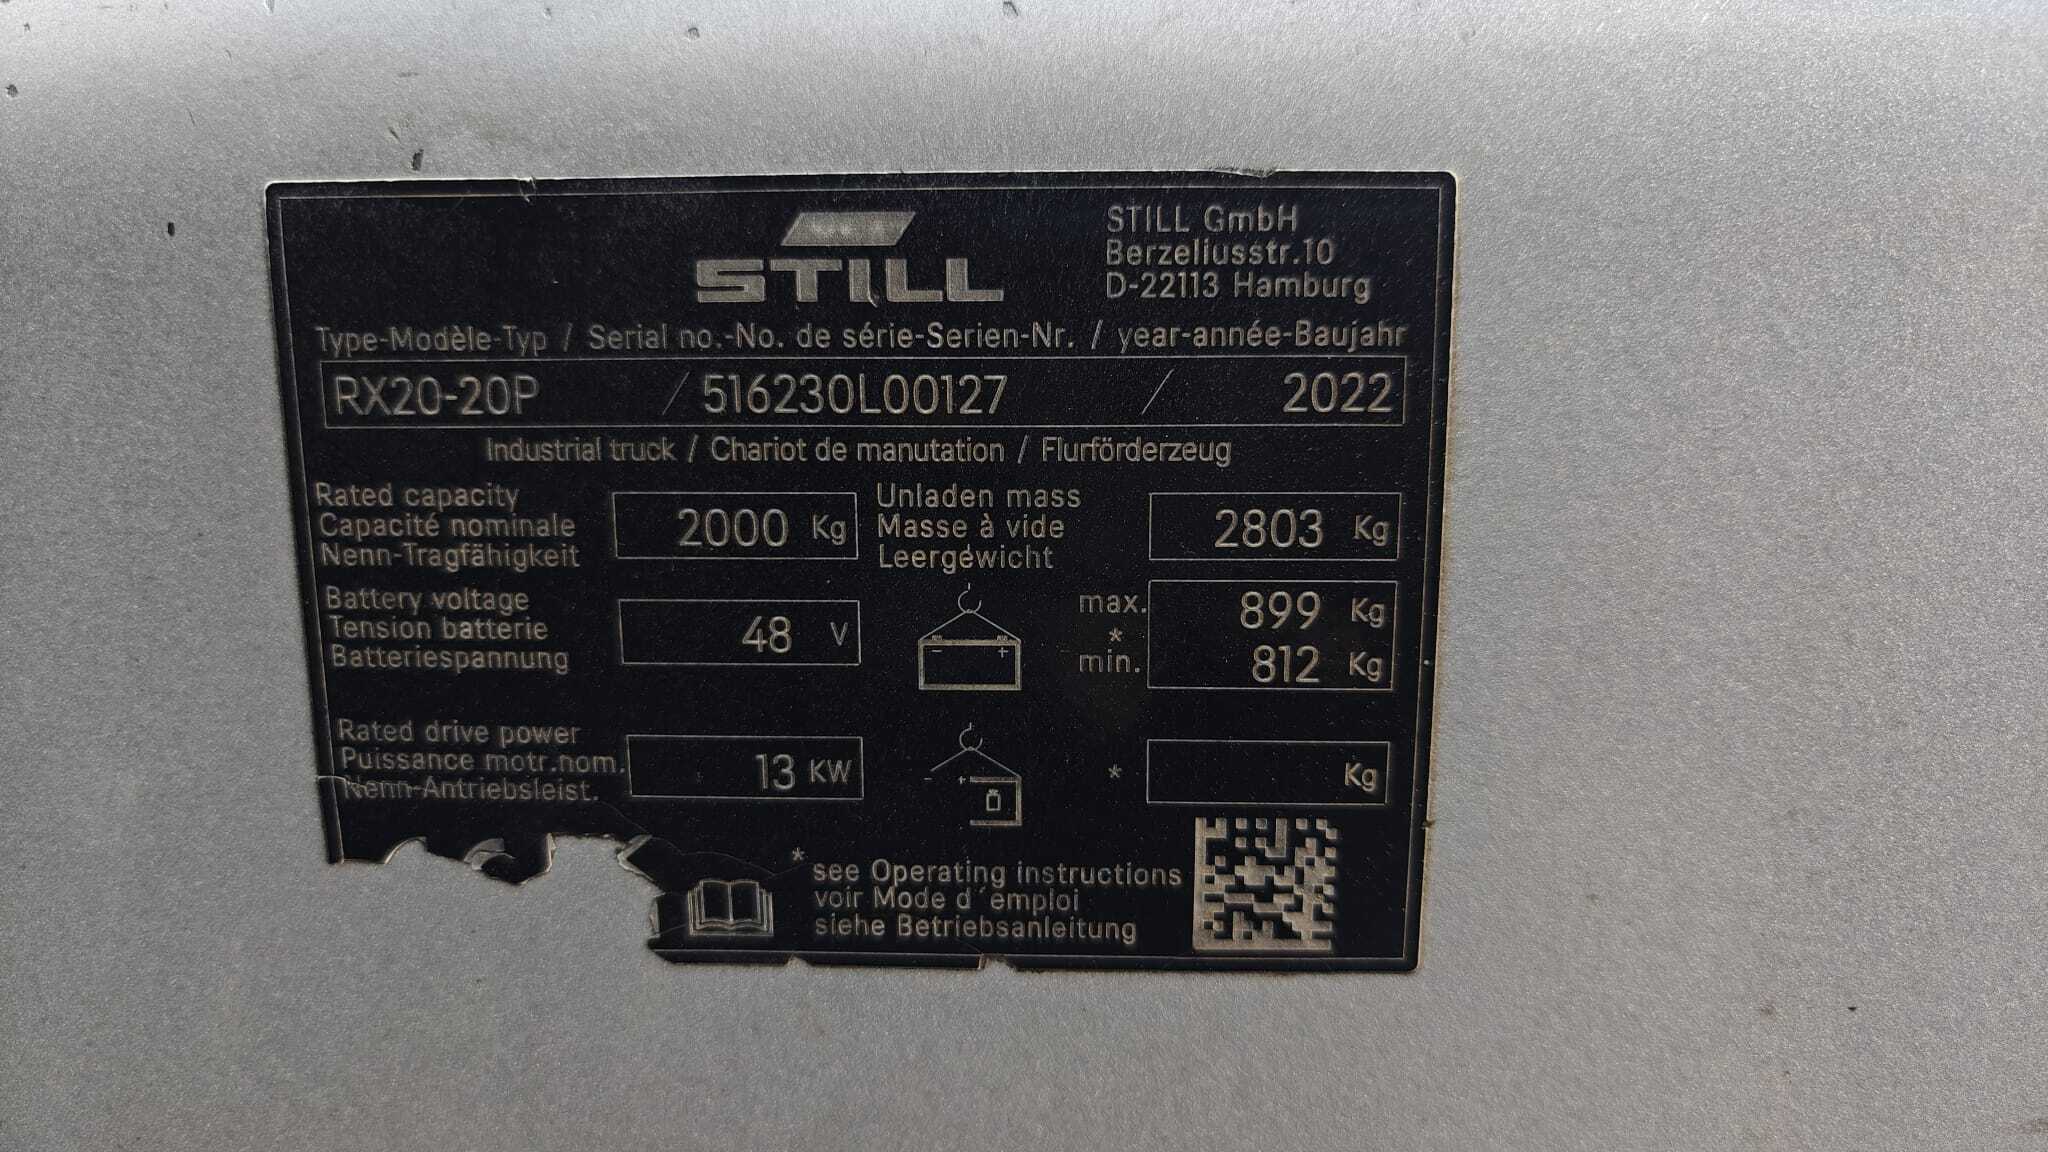 STILL
STILL GmbH
Berzeliusstr.10
D-22113 Hamburg
Type-Modèle-Typ / Serial no.-No. de série-Serien-Nr. / year-année-Baujahr
RX20-20P / 516230L00127 / 2022
Industrial truck / Chariot de manutation / Flurförderzeug
Rated capacity
Capacité nominale
Nenn-Tragfähigkeit
2000 Kg
Unladen mass
Masse à vide
Leergewicht
2803 Kg
Battery voltage
Tension batterie
Batteriespannung
48 V
- +
max. 899 Kg
*
min. 812 Kg
Rated drive power
Puissance motr.nom.
Nenn-Antriebsleist.
13 KW
- +
* Kg
* see Operating instructions
voir Mode d´emploi
siehe Betriebsanleitung